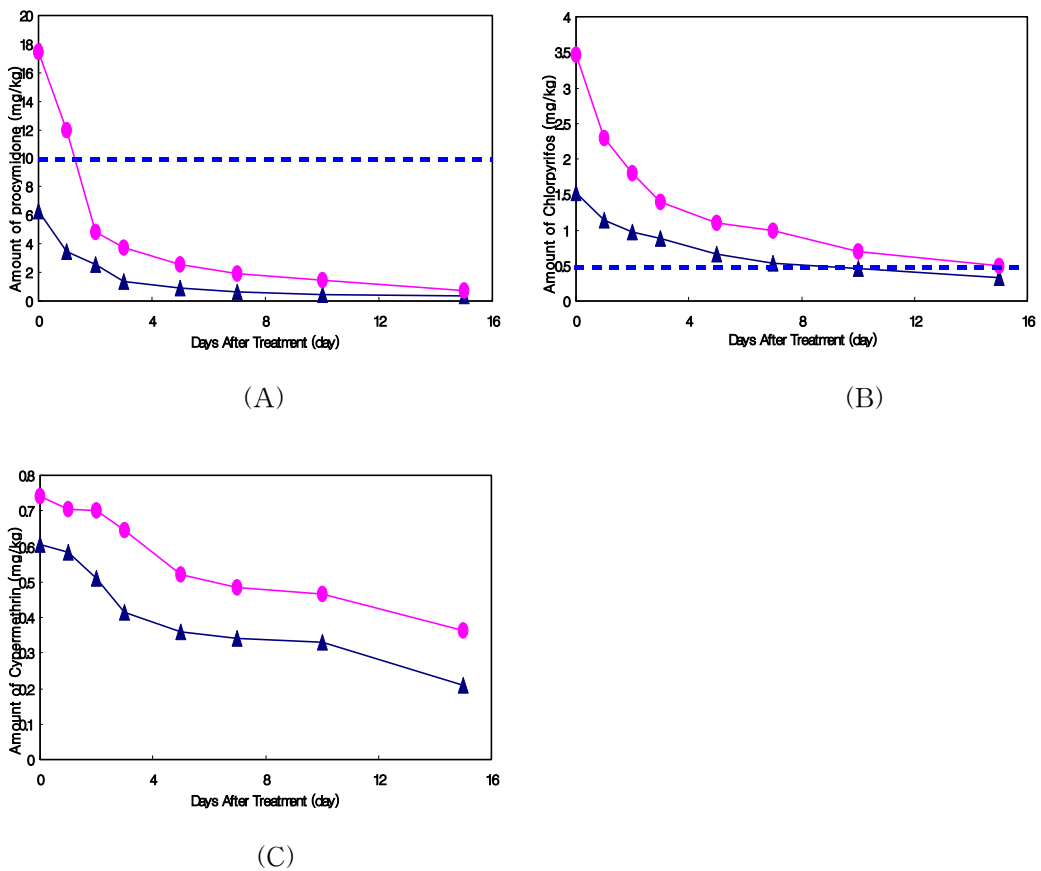 Amount of procymidone (mg/kg)
20
18
16
14
12
10
8
6
4
2
0
0 4 8 12 16
Days After Treatment (day)
(A)
Amount of Chlorpyrifos (mg/kg)
4
3.5
3
2.5
2
1.5
1
0.5
0
0 4 8 12 16
Days After Treatment (day)
(B)
Amount of Cypermethrin (mg/kg)
0.8
0.7
0.6
0.5
0.4
0.3
0.2
0.1
0
0 4 8 12 16
Days After Treatment (day)
(C)